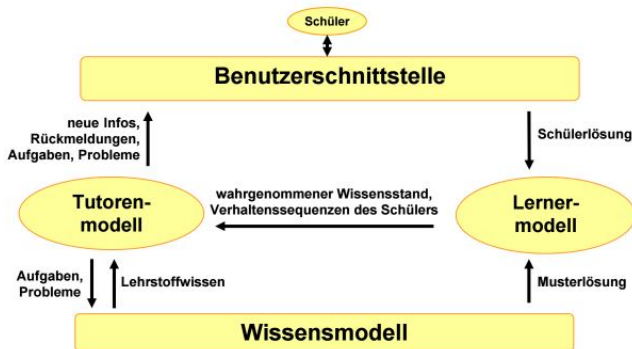 Schüler
Benutzerschnittstelle
neue Infos,
Rückmeldungen,
Aufgaben, Probleme
Schülerlösung
Tutoren-
modell
wahrgenommener Wissensstand,
Verhaltenssequenzen des Schülers
Lerner-
modell
Aufgaben,
Probleme
Lehrstoffwissen
Musterlösung
Wissensmodell